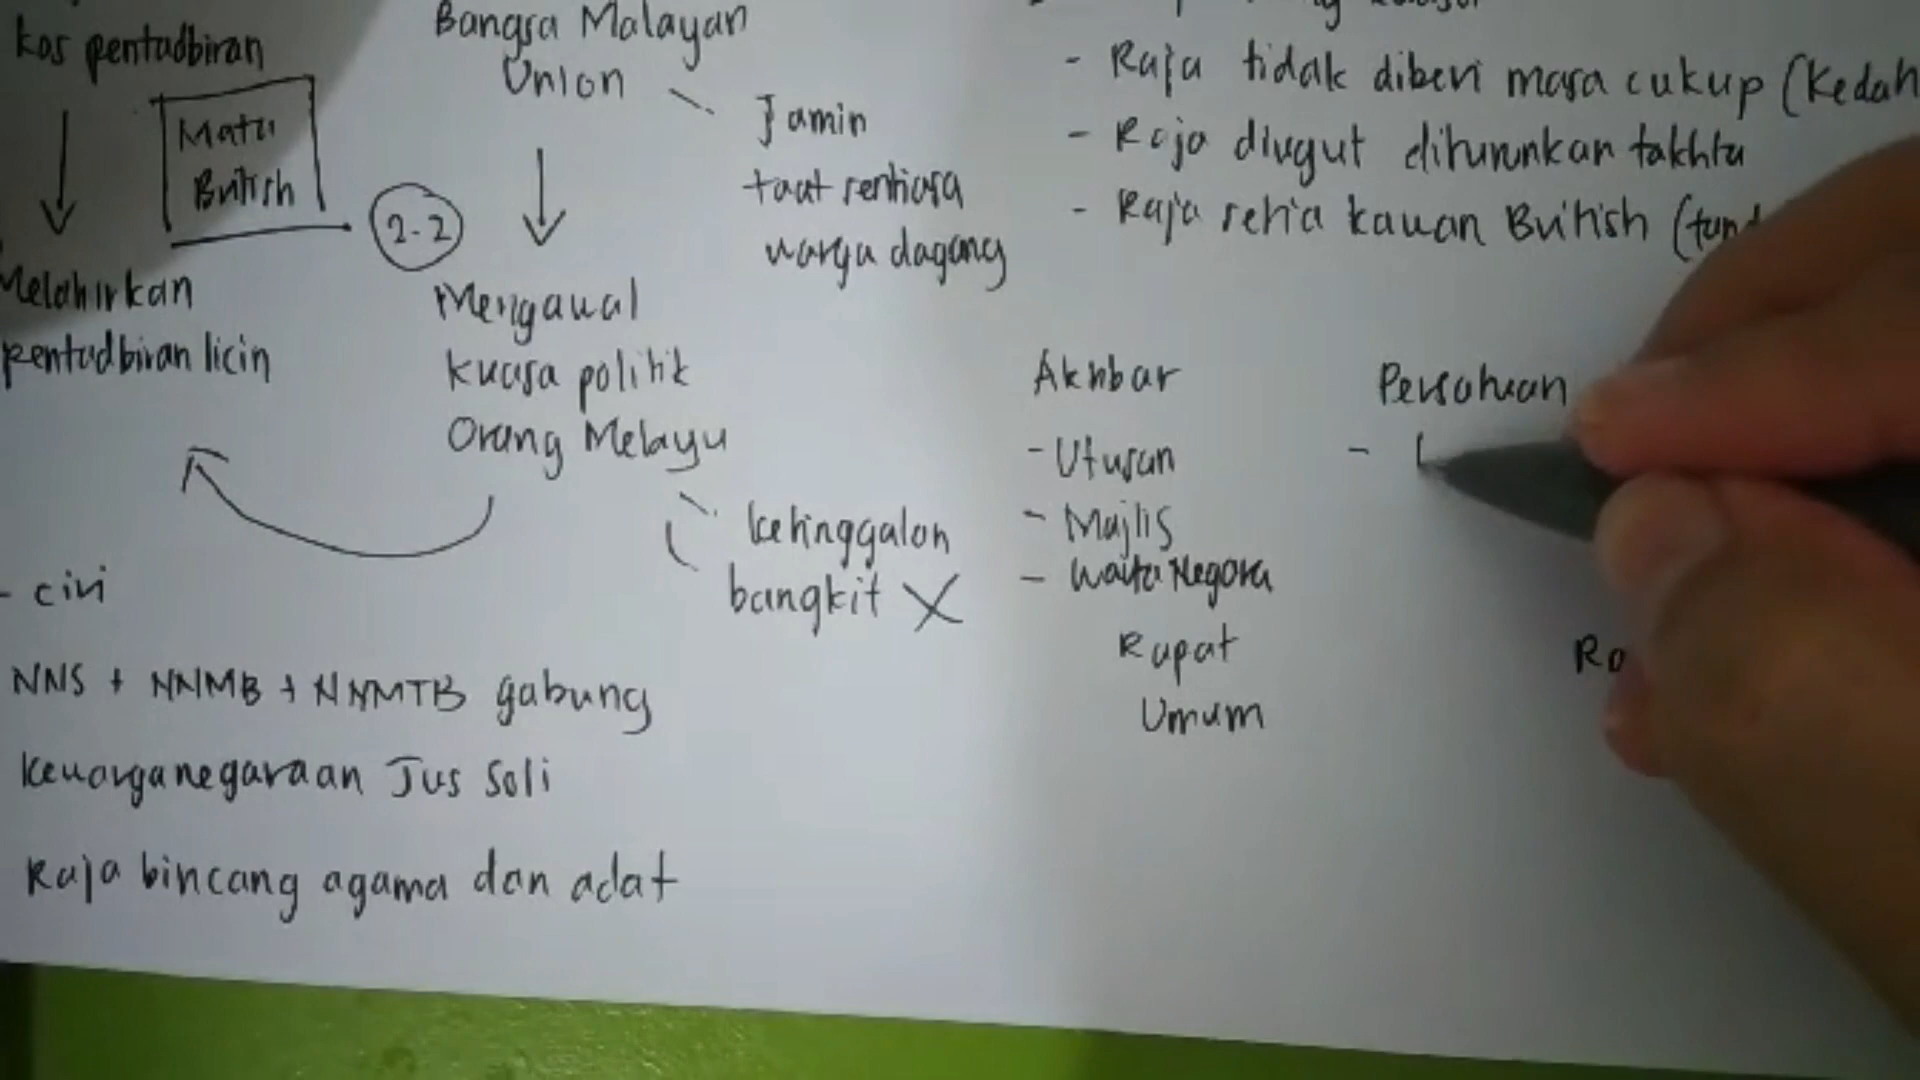 kos pentadbiran
Matu
British
Melahirkan
pentadbiran licin
Bangsa Malayan
Union
Jamin
taat sentiasa
warga dagang
2.2
Mengawal
kuasa politik
Orang Melayu
ketinggalan
bangkit X
- ciri
NNS + NNMB + NNMTB gabung
kewarganegaraan Jus Soli
Raja bincang agama dan adat
- Raja tidak diberi masa cukup (Kedah
- Raja diugut diturunkan takhta
- Raja setia kawan British (tund
Akhbar
- Utusan
- Majlis
- Warta Negara
Rapat
Umum
Persatuan
-
Ra